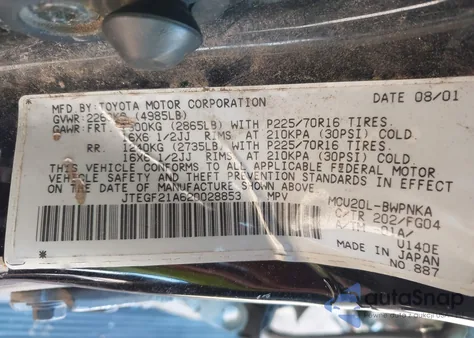 MFD BY: TOYOTA MOTOR CORPORATION DATE 08/01
GVWR: (4985LB)
GAWR: FRT. (2865LB) WITH P225/70R16 TIRES.
16X6 1/2JJ RIMS AT 210KPA (30PSI) COLD.
RR. (2735LB) WITH P225/70R16 TIRES.
16X6 1/2JJ RIMS AT 210KPA (30PSI) COLD.
THIS VEHICLE CONFORMS TO ALL APPLICABLE FEDERAL MOTOR
VEHICLE SAFETY AND THEFT PREVENTION STANDARDS IN EFFECT
ON THE DATE OF MANUFACTURE SHOWN ABOVE.
JTEGF21A620028853 MPV MCU20L-BWPNKA
C/TR 202/FG04
A/TM 01A/
U140E
MADE IN JAPAN
NO.887
autoSnap